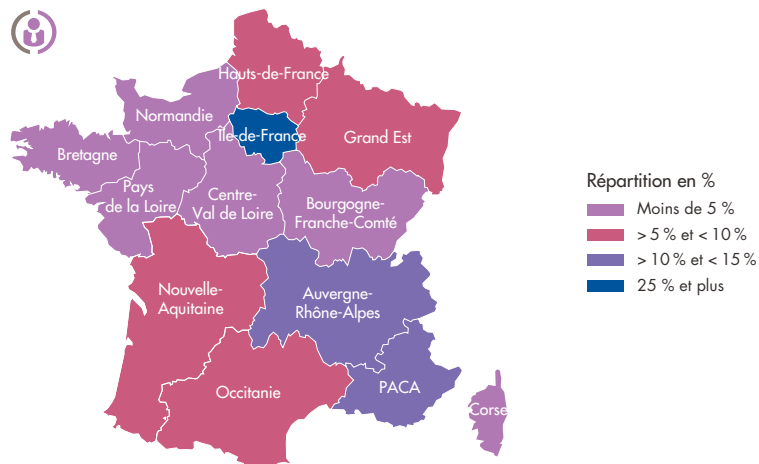 Hauts-de-France
Normandie
Île-de-France
Grand Est
Bretagne
Pays
de la Loire
Centre-
Val de Loire
Bourgogne-
Franche-Comté
Nouvelle-
Aquitaine
Auvergne-
Rhône-Alpes
Occitanie
PACA
Corse
Répartition en %
Moins de 5 %
> 5 % et < 10 %
> 10 % et < 15 %
25 % et plus